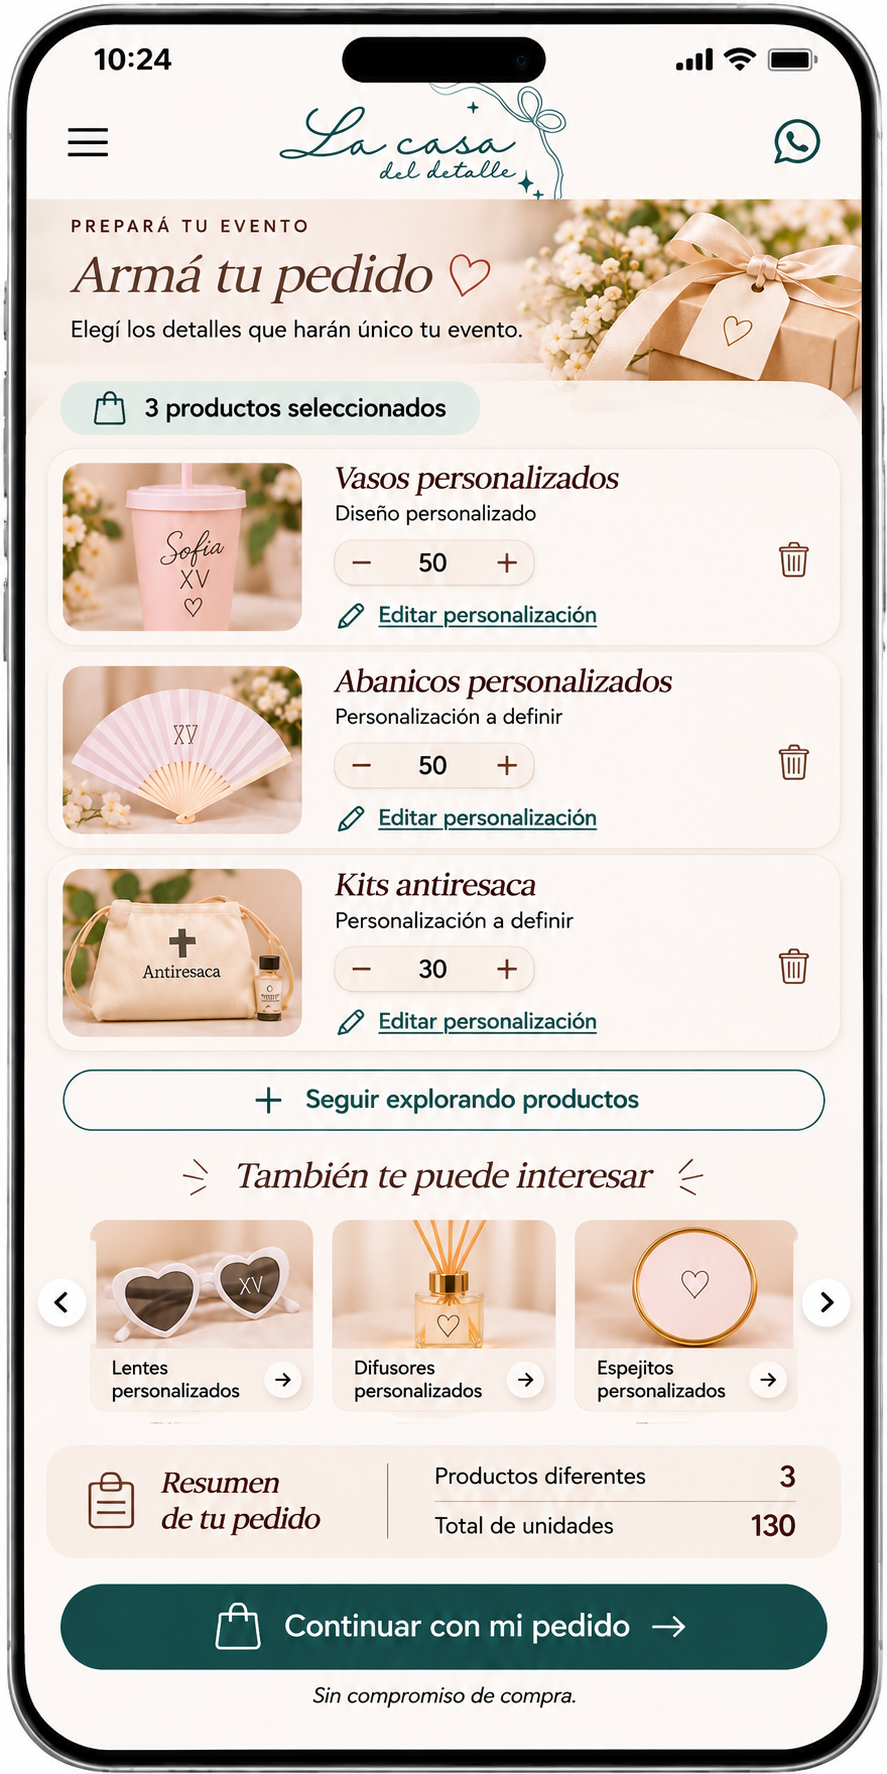 10:24
La casa
del detalle
PREPARÁ TU EVENTO
Armá tu pedido
Elegí los detalles que harán único tu evento.
3 productos seleccionados
Sofia
XV
Vasos personalizados
Diseño personalizado
− 50 +
Editar personalización
XV
Abanicos personalizados
Personalización a definir
− 50 +
Editar personalización
Antiresaca
Kits antiresaca
Personalización a definir
− 30 +
Editar personalización
+ Seguir explorando productos
También te puede interesar
XV
Lentes
personalizados
Difusores
personalizados
Espejitos
personalizados
Resumen
de tu pedido
Productos diferentes 3
Total de unidades 130
Continuar con mi pedido →
Sin compromiso de compra.